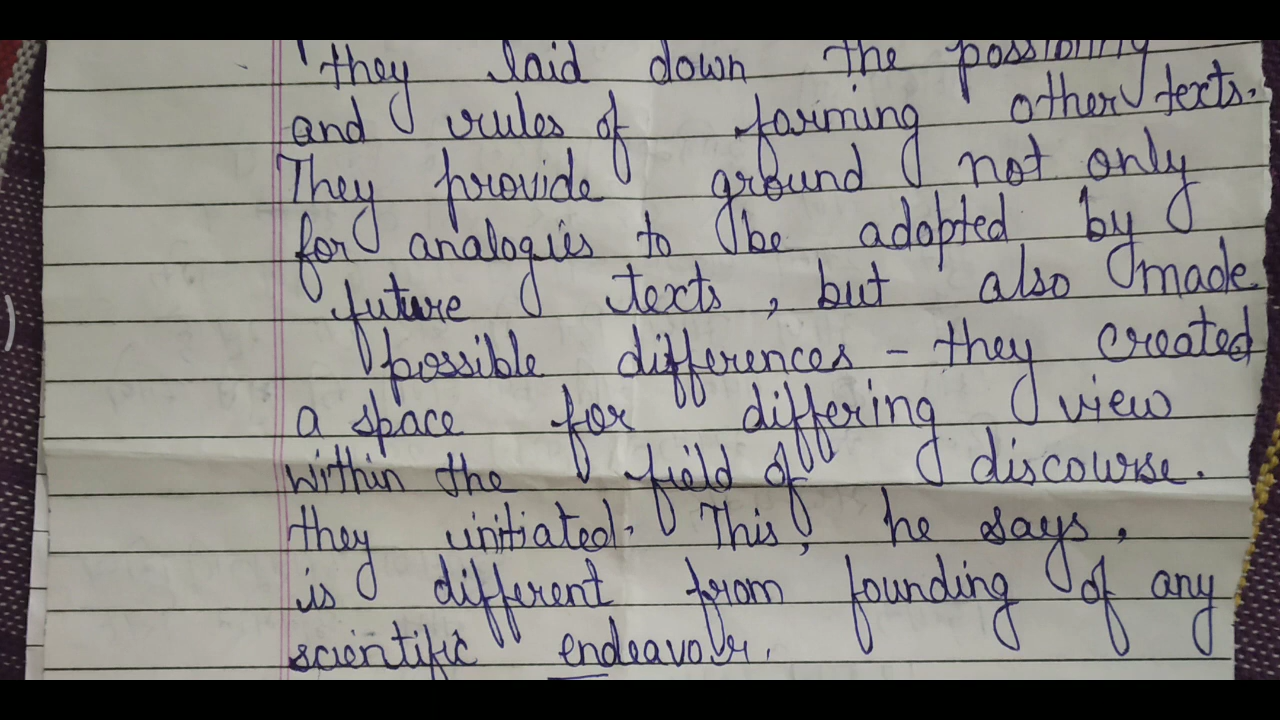 they laid down the possibility
and rules of forming other texts.
They provide ground not only
for analogies to be adopted by
future texts, but also made
possible differences - they created
a space for differing view
within the field of discourse.
they initiated. This, he says,
is different from founding of any
scientific endeavour.